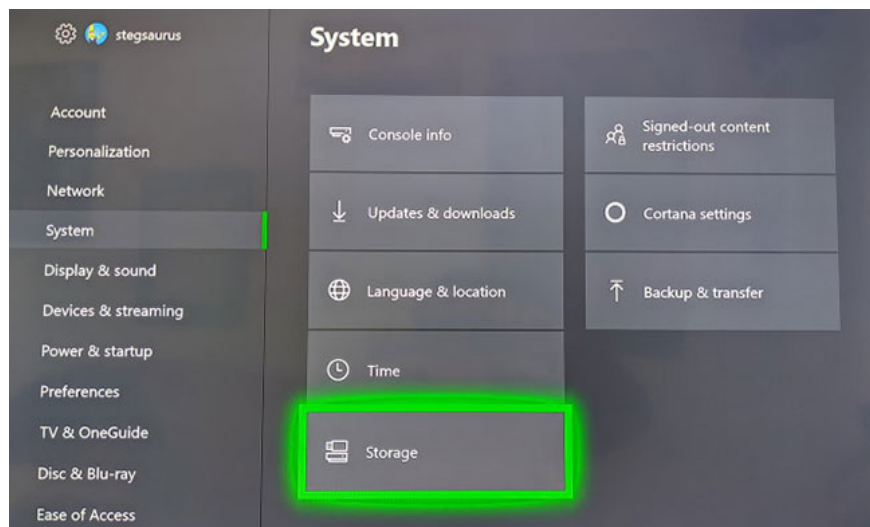 stegsaurus
System
Account
Personalization
Network
System
Display & sound
Devices & streaming
Power & startup
Preferences
TV & OneGuide
Disc & Blu-ray
Ease of Access
Console info
Updates & downloads
Language & location
Time
Storage
Signed-out content
restrictions
Cortana settings
Backup & transfer